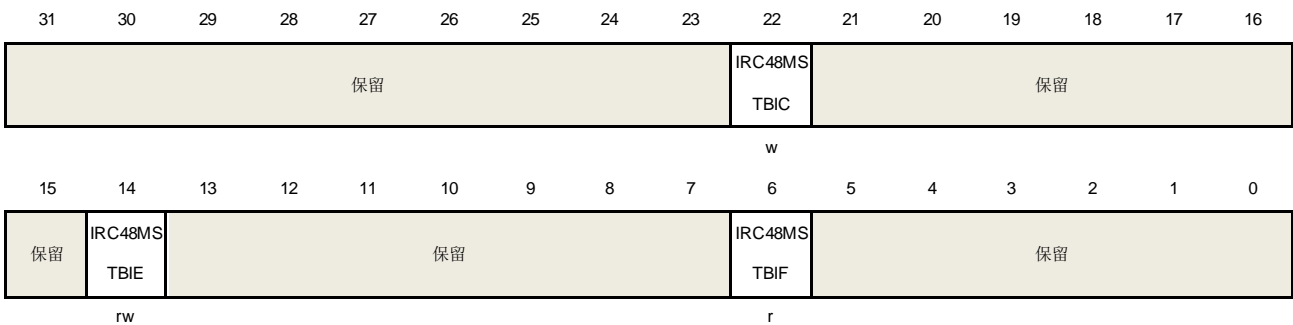 31 30 29 28 27 26 25 24 23 22 21 20 19 18 17 16
保留 IRC48MS TBIC 保留
w
15 14 13 12 11 10 9 8 7 6 5 4 3 2 1 0
保留 IRC48MS TBIE 保留 IRC48MS TBIF 保留
rw r